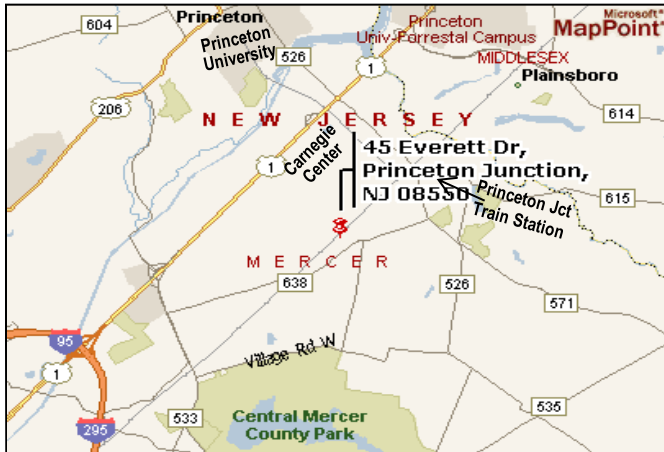 604
Princeton
Princeton
University
526
Princeton
Univ-Forrestal Campus
Microsoft®
MapPoint®
1
MIDDLESEX
Plainsboro
206
614
NEW JERSEY
Carnegie
Center
1
45 Everett Dr,
Princeton Junction,
NJ 08550
Princeton Jct
Train Station
MERCER
638
526
571
95
Village Rd W
1
533
535
295
Central Mercer
County Park